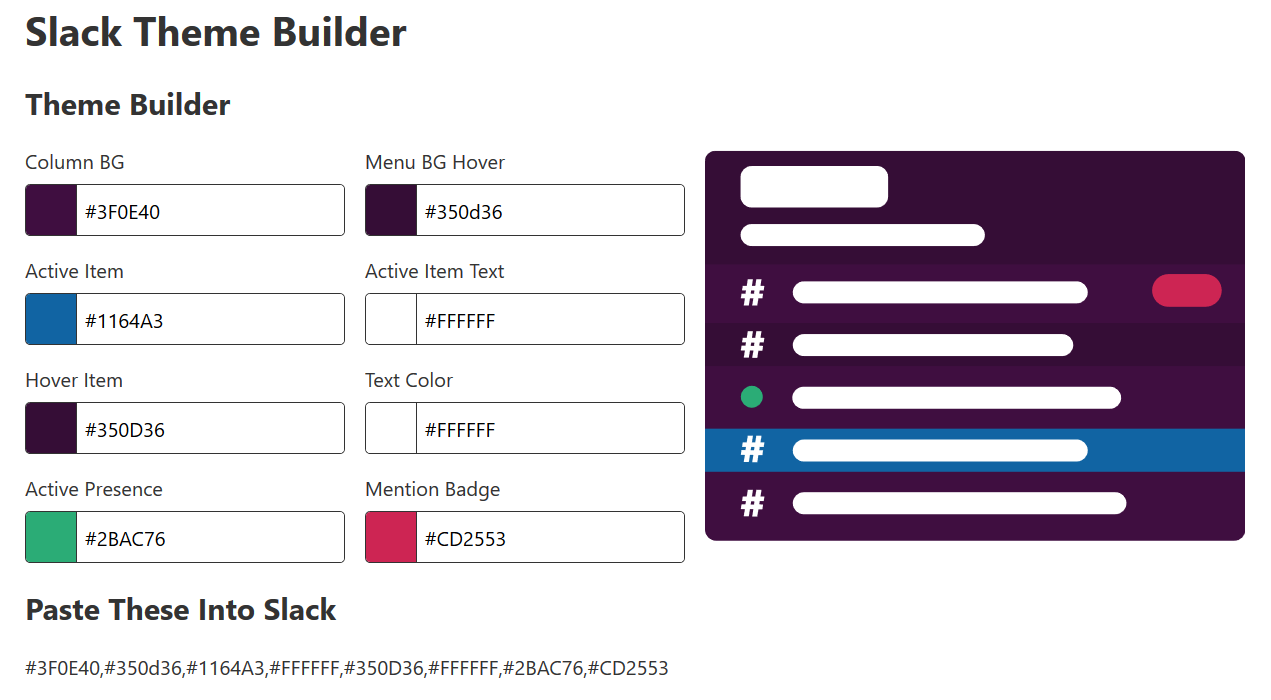 Slack Theme Builder
Theme Builder
Column BG
#3F0E40
Menu BG Hover
#350d36
Active Item
#1164A3
Active Item Text
#FFFFFF
Hover Item
#350D36
Text Color
#FFFFFF
Active Presence
#2BAC76
Mention Badge
#CD2553
#
#
#
#
Paste These Into Slack
#3F0E40,#350d36,#1164A3,#FFFFFF,#350D36,#FFFFFF,#2BAC76,#CD2553